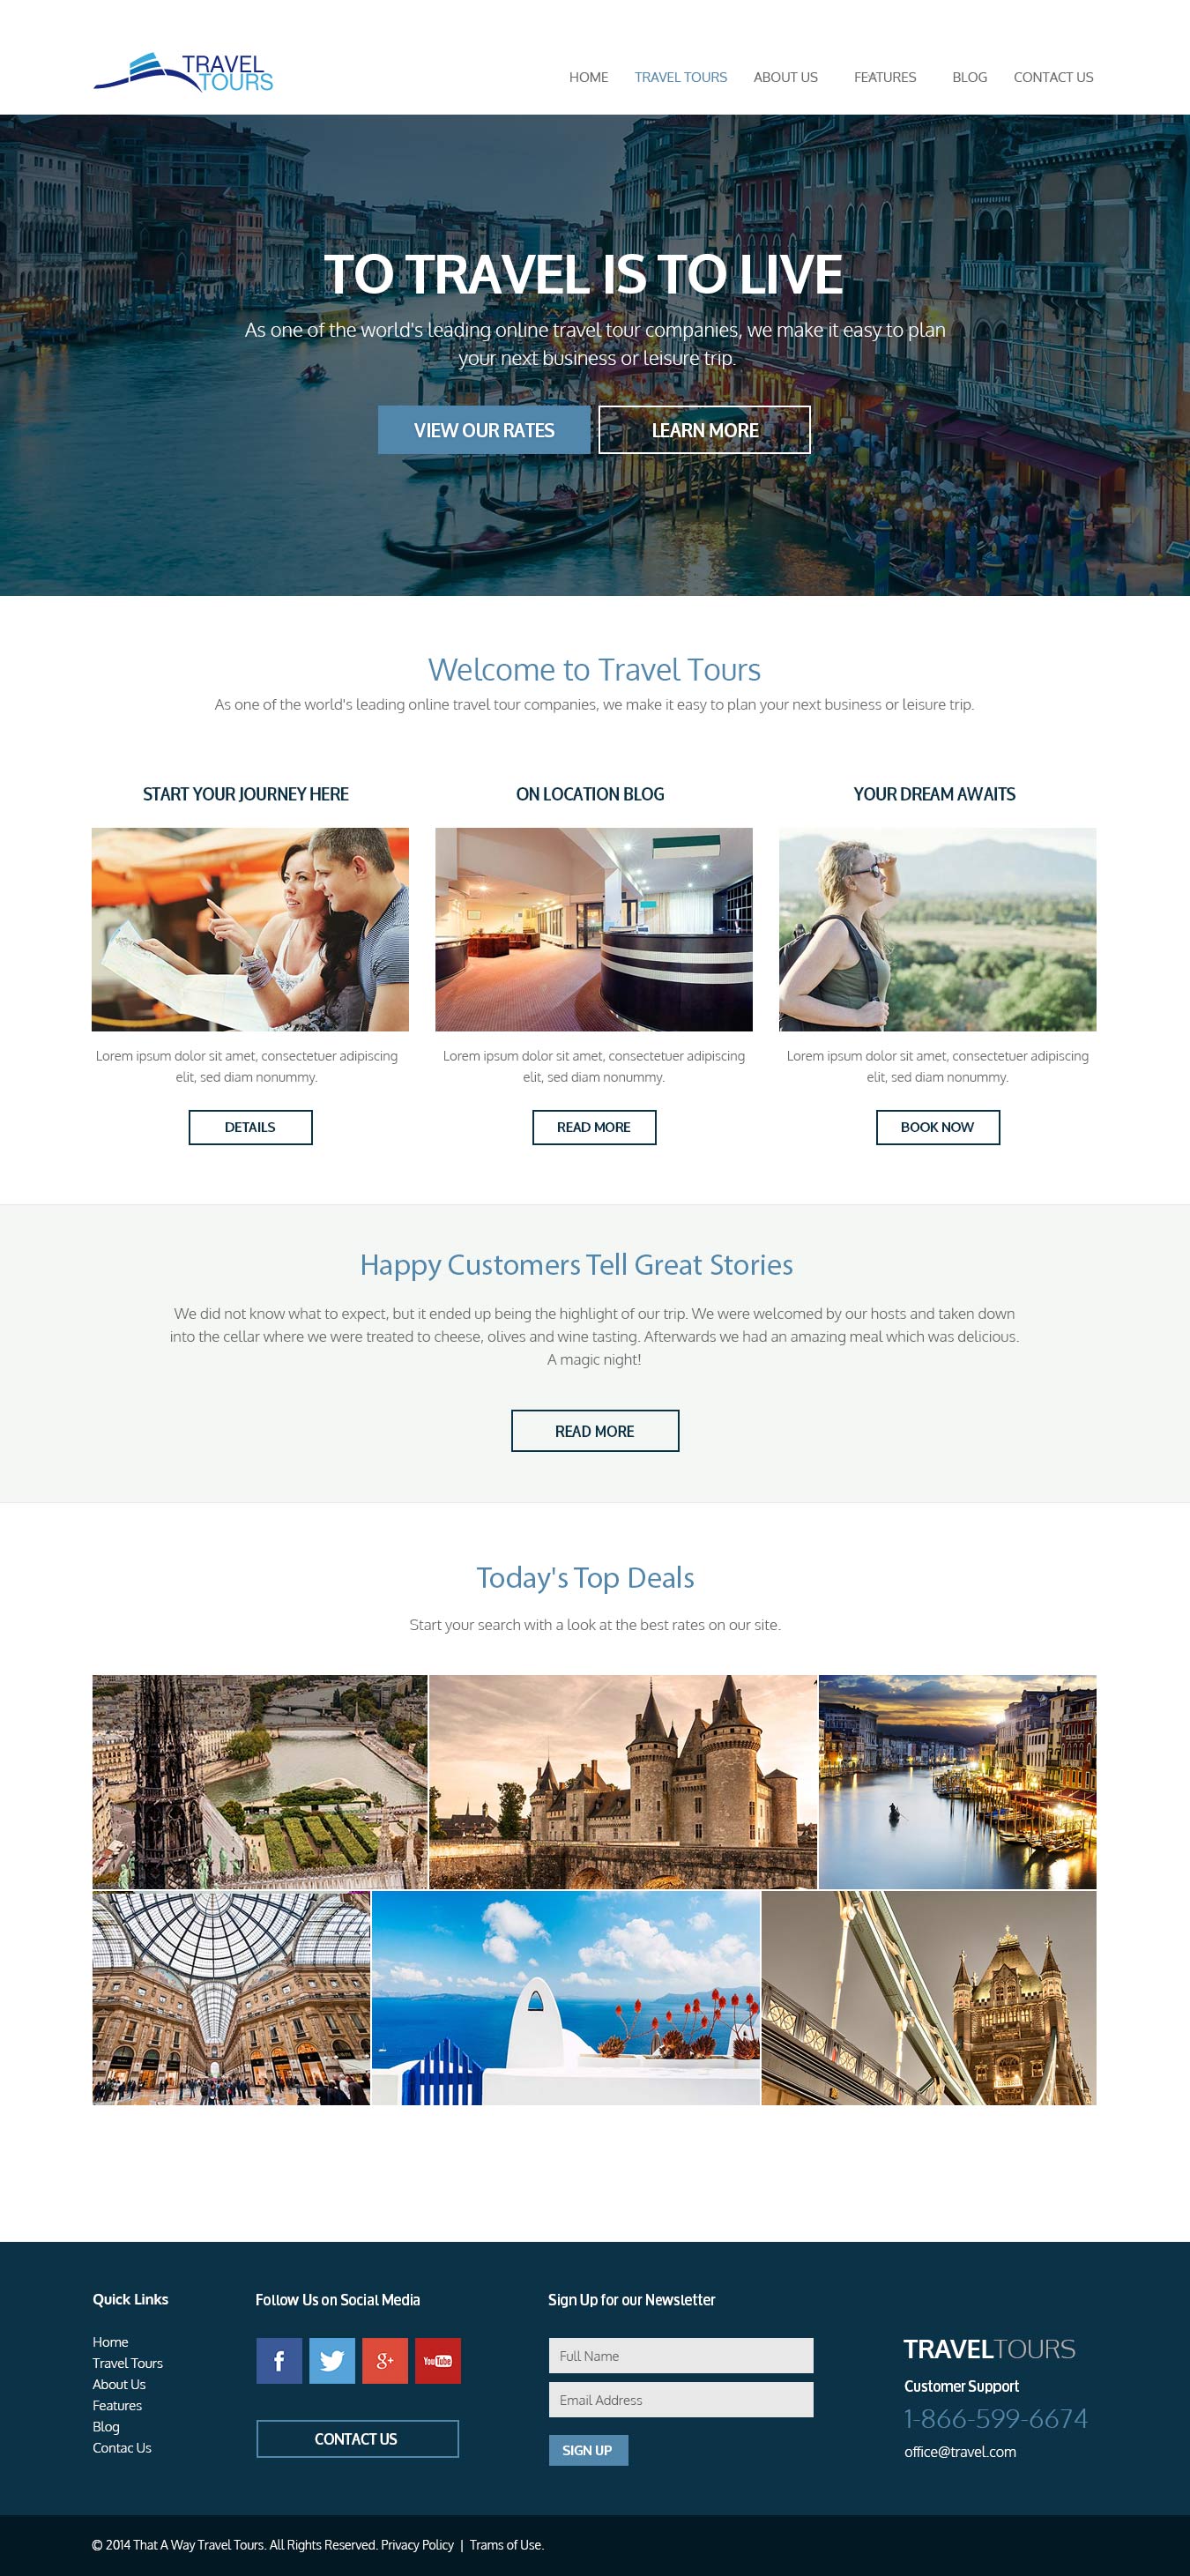 TRAVEL
TOURS
HOME TRAVEL TOURS ABOUT US FEATURES BLOG CONTACT US
TO TRAVEL IS TO LIVE
As one of the world's leading online travel tour companies, we make it easy to plan
your next business or leisure trip.
VIEW OUR RATES LEARN MORE
Welcome to Travel Tours
As one of the world's leading online travel tour companies, we make it easy to plan your next business or leisure trip.
START YOUR JOURNEY HERE
Lorem ipsum dolor sit amet, consectetuer adipiscing
elit, sed diam nonummy.
DETAILS
ON LOCATION BLOG
Lorem ipsum dolor sit amet, consectetuer adipiscing
elit, sed diam nonummy.
READ MORE
YOUR DREAM AWAITS
Lorem ipsum dolor sit amet, consectetuer adipiscing
elit, sed diam nonummy.
BOOK NOW
Happy Customers Tell Great Stories
We did not know what to expect, but it ended up being the highlight of our trip. We were welcomed by our hosts and taken down
into the cellar where we were treated to cheese, olives and wine tasting. Afterwards we had an amazing meal which was delicious.
A magic night!
READ MORE
Today's Top Deals
Start your search with a look at the best rates on our site.
Quick Links
Home
Travel Tours
About Us
Features
Blog
Contac Us
Follow Us on Social Media
f g+ You Tube
CONTACT US
Sign Up for our Newsletter
Full Name
Email Address
SIGN UP
TRAVELTOURS
Customer Support
1-866-599-6674
office@travel.com
© 2014 That A Way Travel Tours. All Rights Reserved. Privacy Policy | Trams of Use.